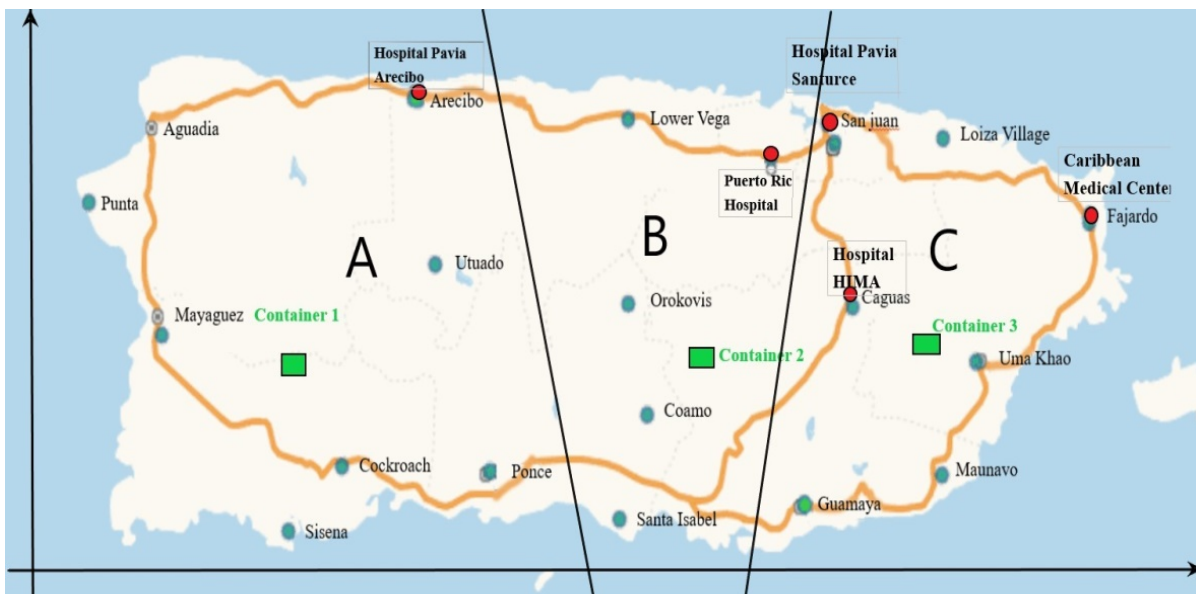 Hospital Pavia
Arecibo
Hospital Pavia
Santurce
Arecibo
Aguadia
Lower Vega
San juan
Loiza Village
Caribbean
Medical Cente
Puerto Ric
Hospital
Punta
Fajardo
A
B
C
Utuado
Hospital
HIMA
Orokovis
Caguas
Mayaguez
Container 1
Container 2
Container 3
Uma Khao
Coamo
Cockroach
Ponce
Maunavo
Guamaya
Santa Isabel
Sisena